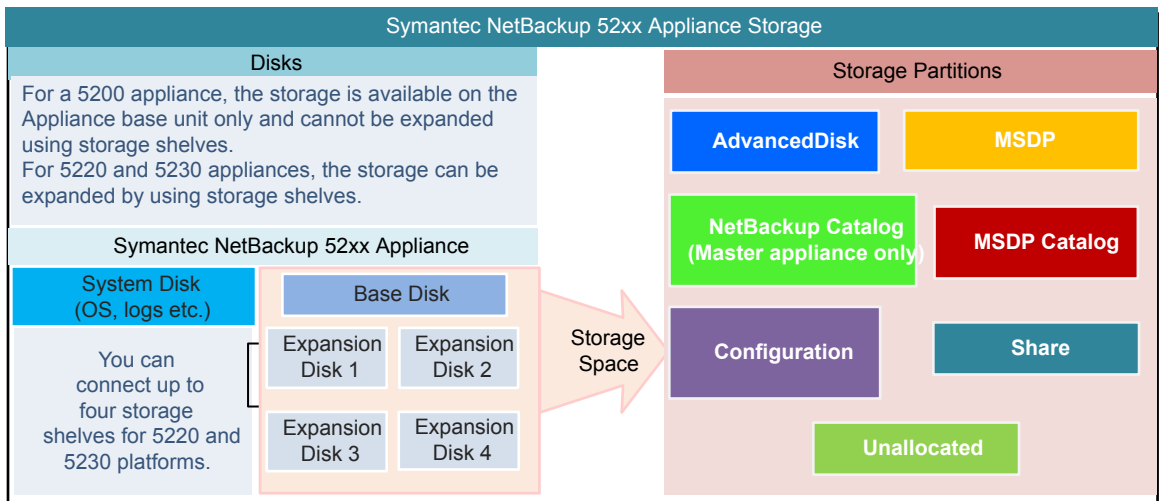 Symantec NetBackup 52xx Appliance Storage
Disks
For a 5200 appliance, the storage is available on the
Appliance base unit only and cannot be expanded
using storage shelves.
For 5220 and 5230 appliances, the storage can be
expanded by using storage shelves.
Symantec NetBackup 52xx Appliance
System Disk
(OS, logs etc.)
You can
connect up to
four storage
shelves for 5220 and
5230 platforms.
Base Disk
Expansion
Disk 1
Expansion
Disk 2
Expansion
Disk 3
Expansion
Disk 4
Storage
Space
Storage Partitions
AdvancedDisk
MSDP
NetBackup Catalog
(Master appliance only)
MSDP Catalog
Configuration
Share
Unallocated